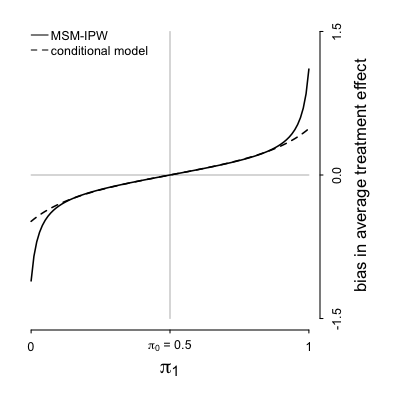 MSM-IPW
conditional model
1.5
0.0
-1.5
bias in average treatment effect
0
π₀ = 0.5
1
π₁